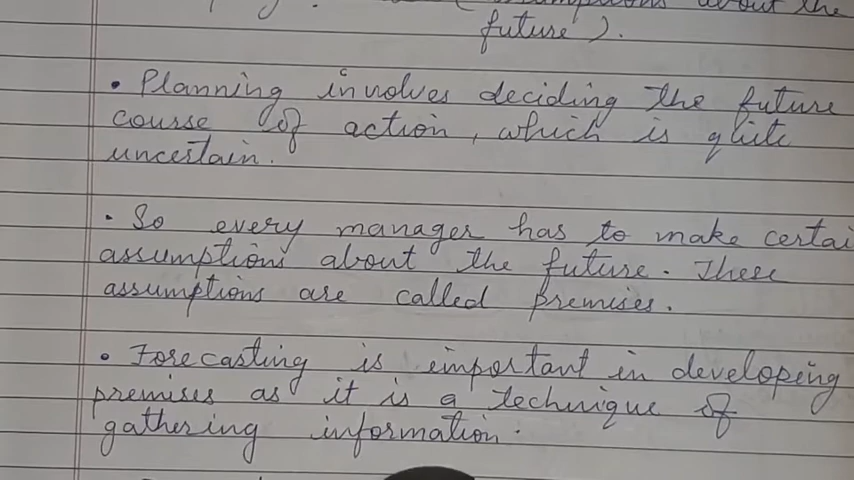 about the
future ).
• Planning involves deciding the future
course of action, which is quite
uncertain.
• So every manager has to make certai
assumptions about the future. These
assumptions are called premises.
• Forecasting is important in developing
premises as it is a technique of
gathering information.